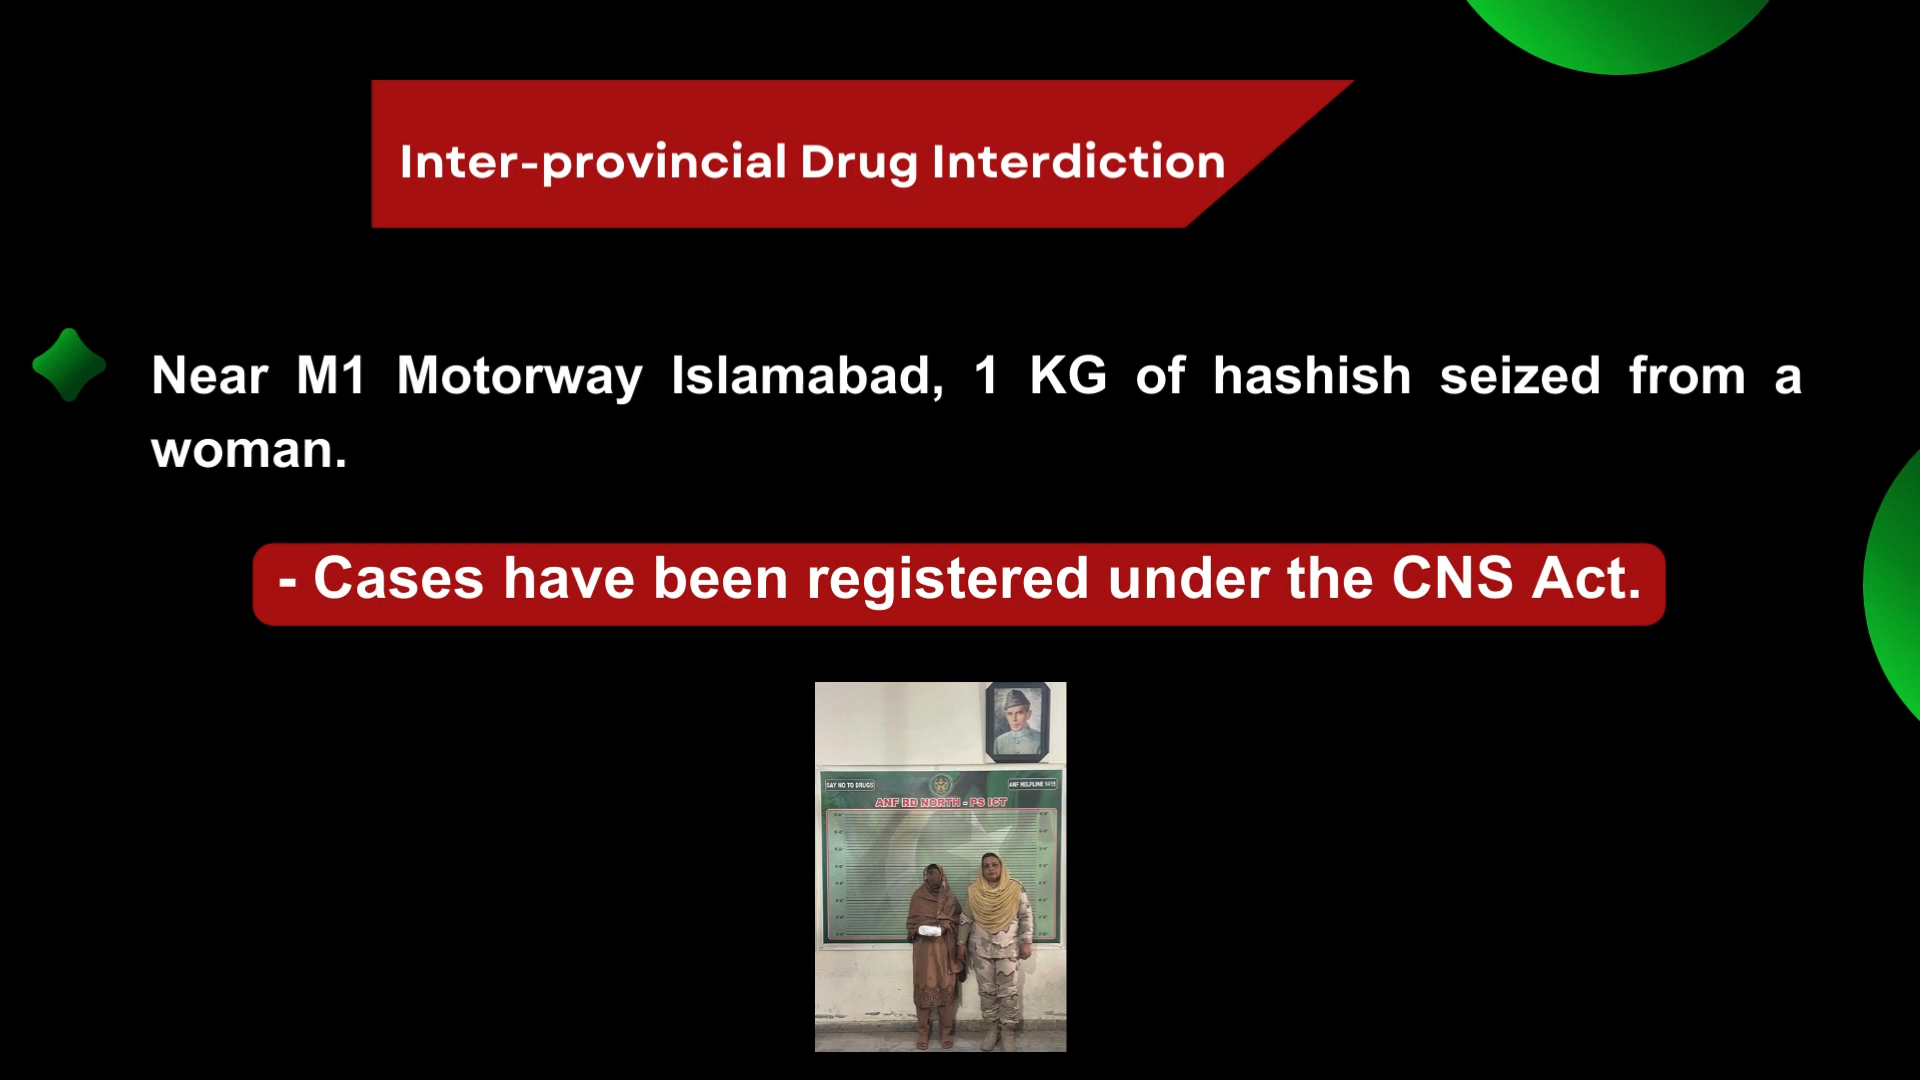 Inter-provincial Drug Interdiction
Near M1 Motorway Islamabad, 1 KG of hashish seized from a
woman.
- Cases have been registered under the CNS Act.
SAY NO TO DRUGS
ANF HELPLINE 1415
ANF RD NORTH - PS ICT